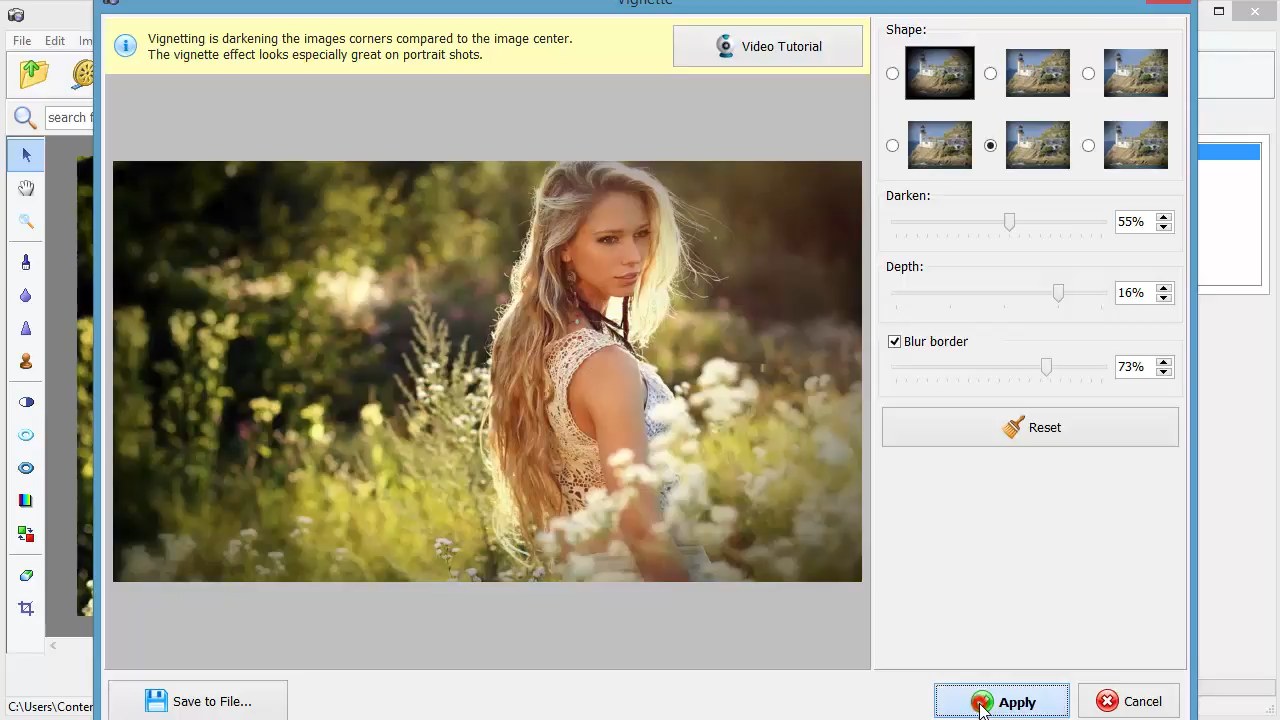 File
Edit
search f
Vignetting is darkening the images corners compared to the image center.
The vignette effect looks especially great on portrait shots.
Video Tutorial
Shape:
Darken:
55%
Depth:
16%
Blur border
73%
Reset
C:\Users\Conter
Save to File...
Apply
Cancel